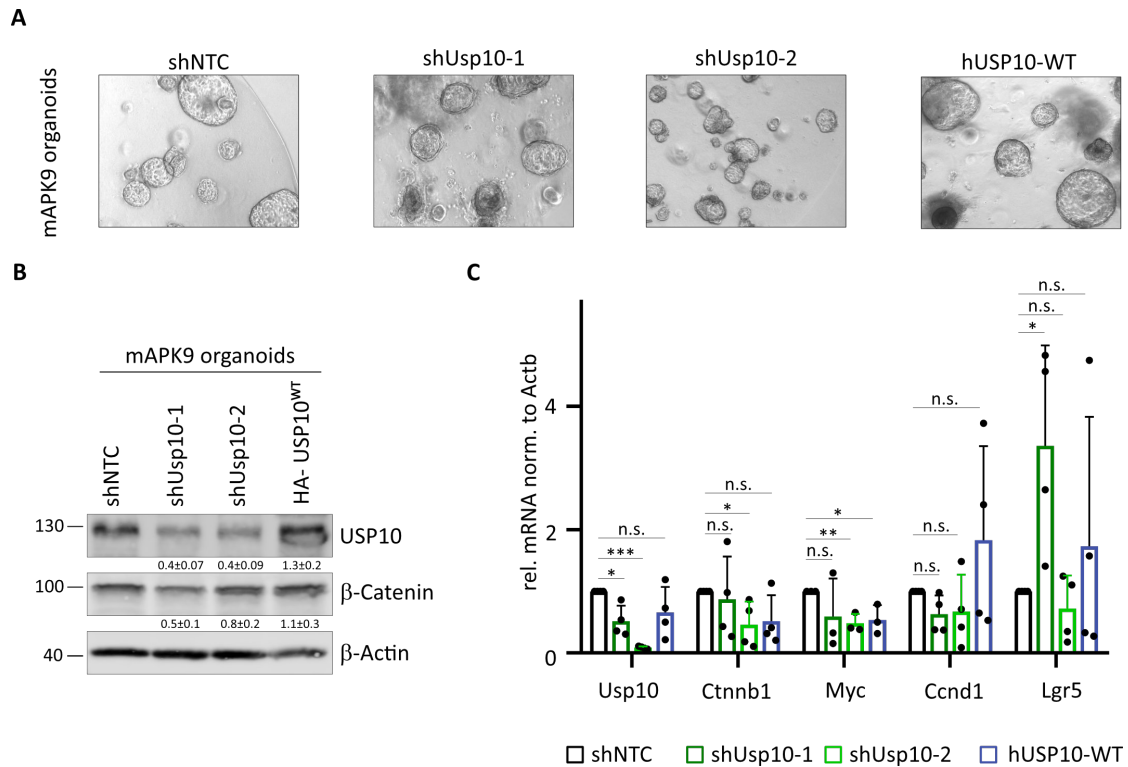 A
shNTC
shUsp10-1
shUsp10-2
hUSP10-WT
mAPK9 organoids
B
mAPK9 organoids
shNTC
shUsp10-1
shUsp10-2
HA- USP10WT
130
USP10
0.4±0.07 0.4±0.09 1.3±0.2
100
β-Catenin
0.5±0.1 0.8±0.2 1.1±0.3
40
β-Actin
C
rel. mRNA norm. to Actb
4
2
0
n.s.
***
*
n.s.
*
n.s.
*
**
n.s.
n.s.
n.s.
n.s.
n.s.
n.s.
*
Usp10 Ctnnb1 Myc Ccnd1 Lgr5
shNTC shUsp10-1 shUsp10-2 hUSP10-WT